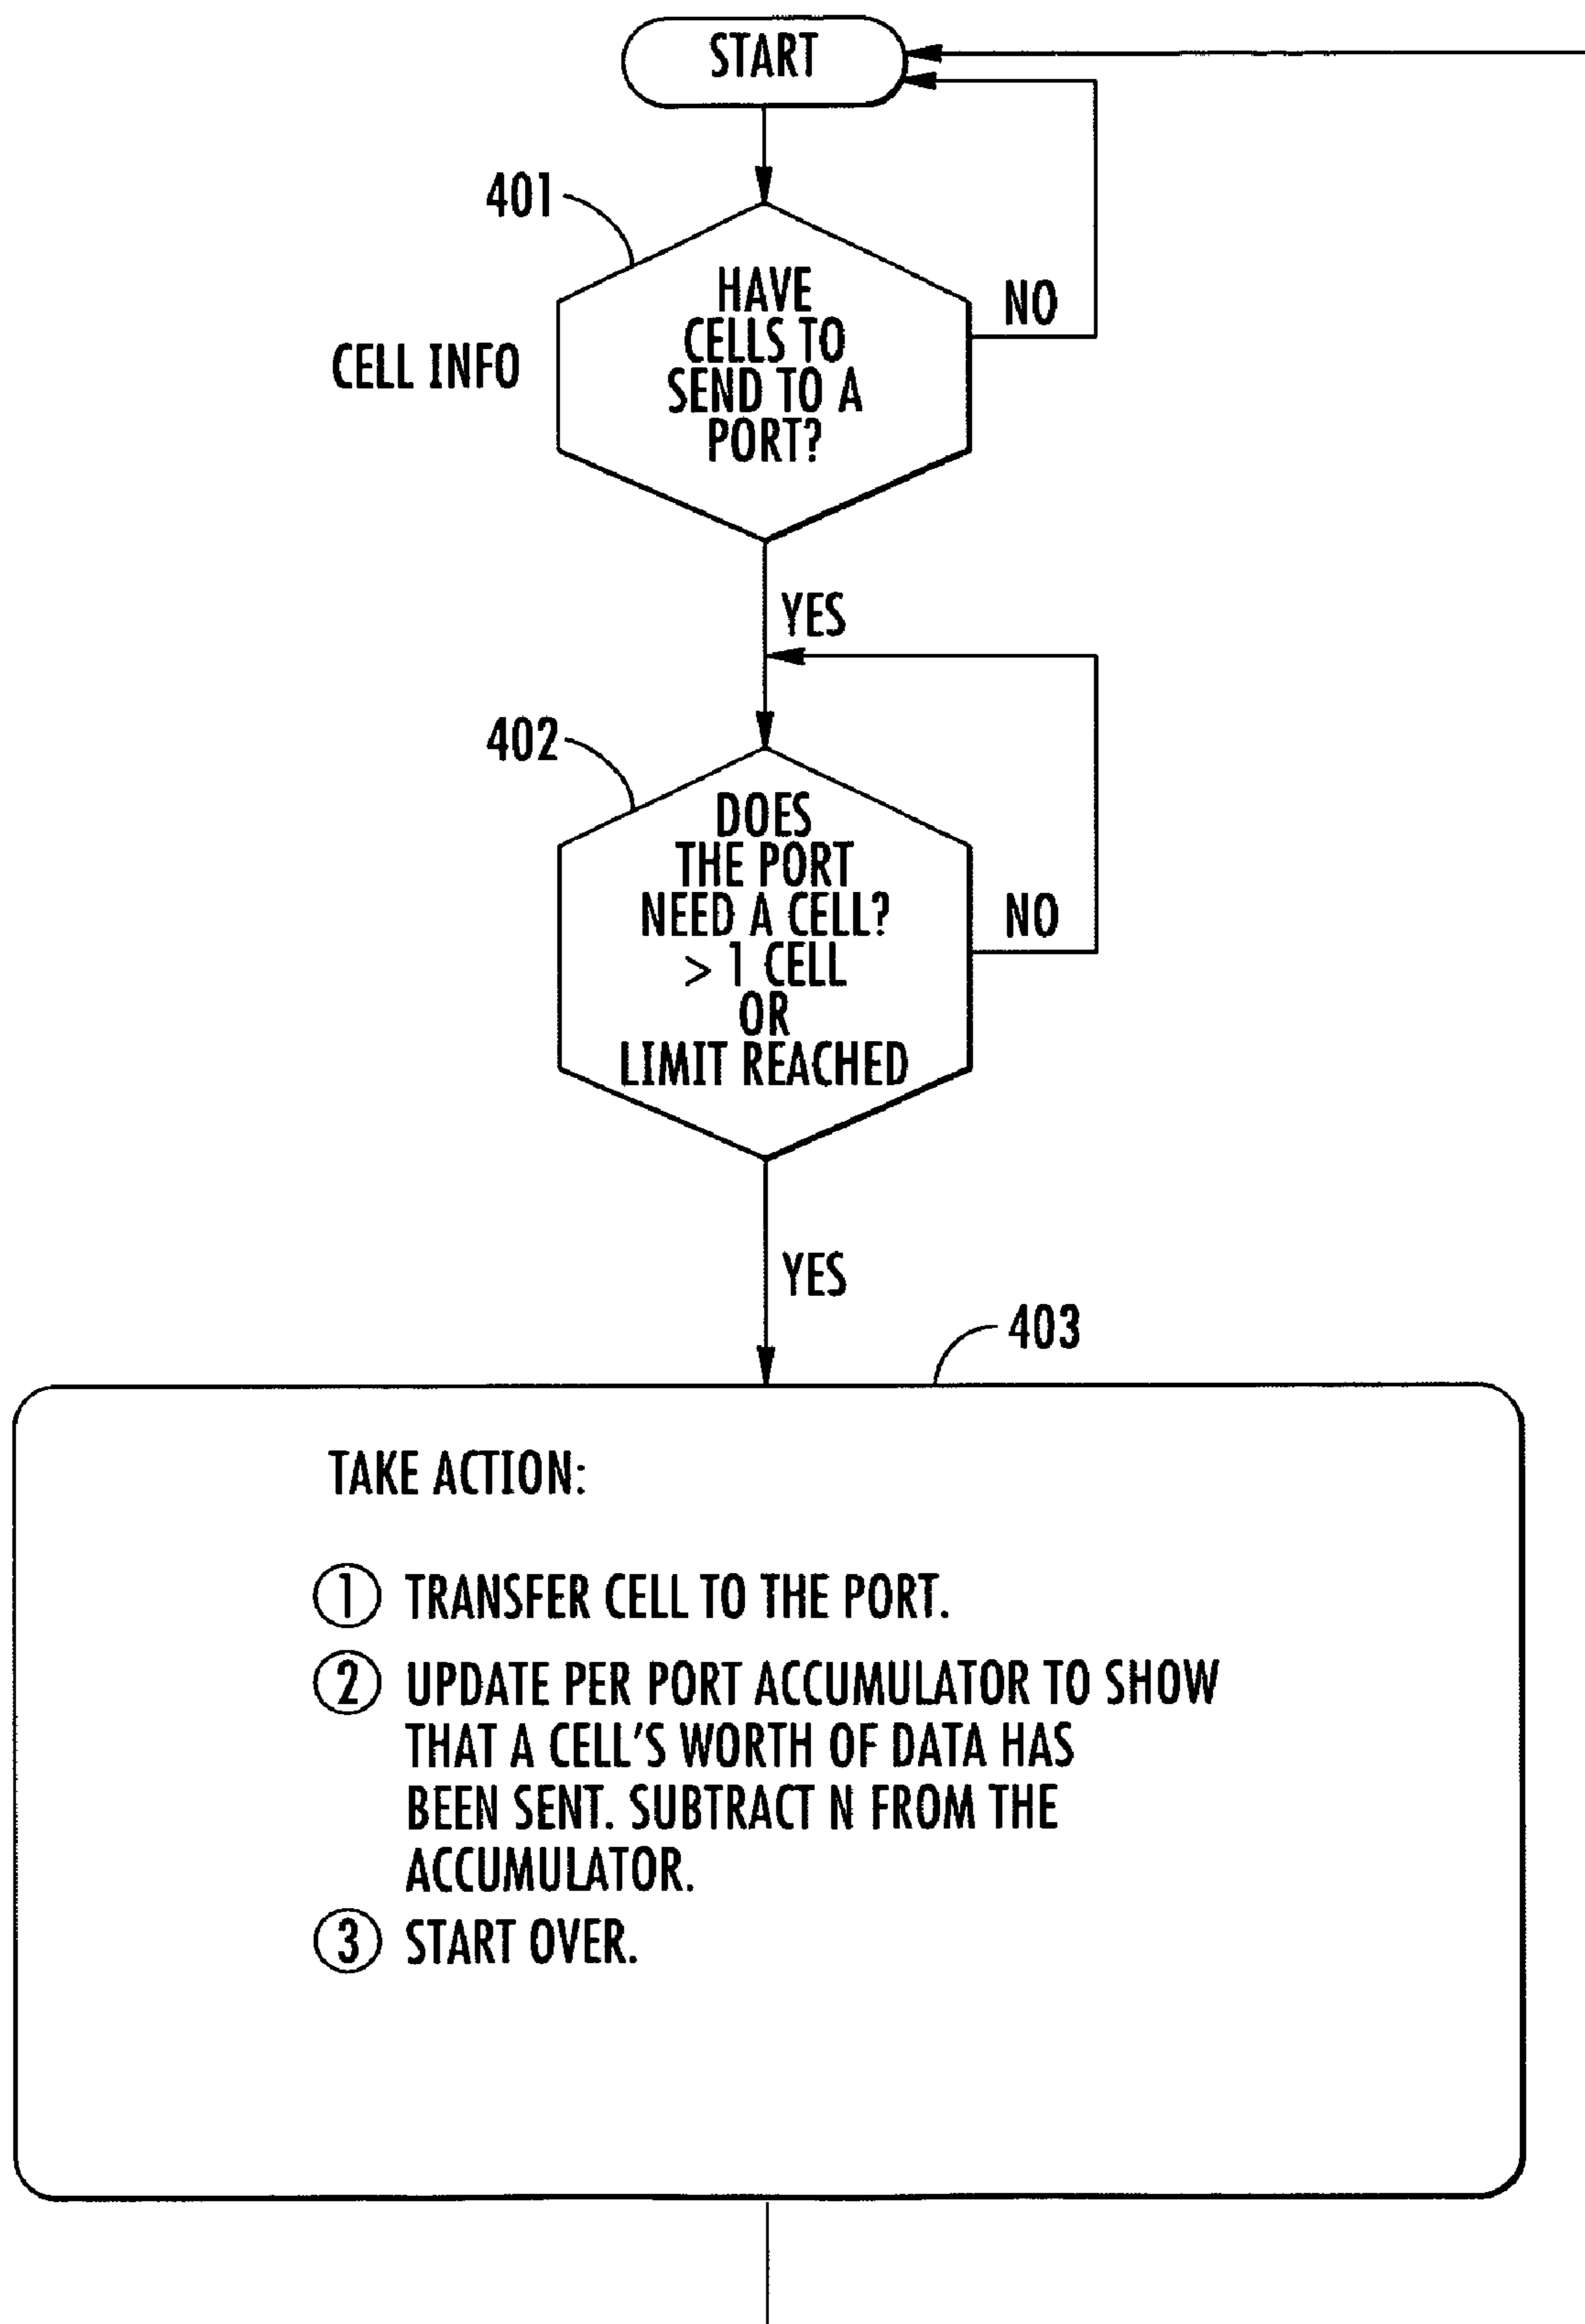 START
401
HAVE
CELLS TO
SEND TO A
PORT?
NO
CELL INFO
YES
402
DOES
THE PORT
NEED A CELL?
> 1 CELL
OR
LIMIT REACHED
NO
YES
403
TAKE ACTION:
1 TRANSFER CELL TO THE PORT.
2 UPDATE PER PORT ACCUMULATOR TO SHOW
THAT A CELL'S WORTH OF DATA HAS
BEEN SENT. SUBTRACT N FROM THE
ACCUMULATOR.
3 START OVER.